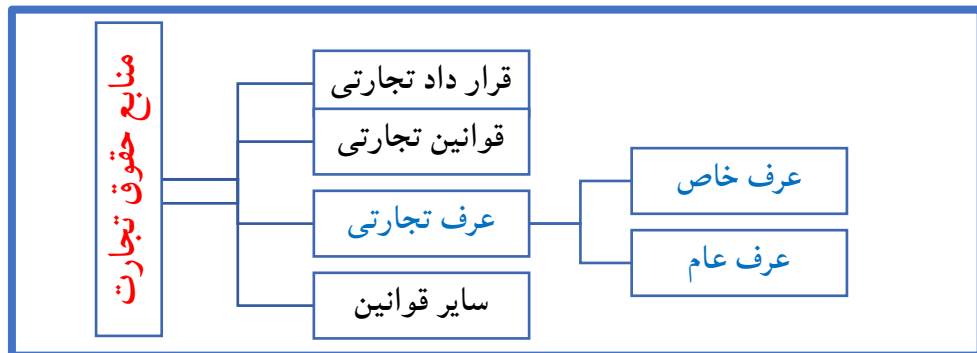 منابع حقوق تجارت
قرار داد تجارتی
قوانین تجارتی
عرف تجارتی
سایر قوانین
عرف خاص
عرف عام